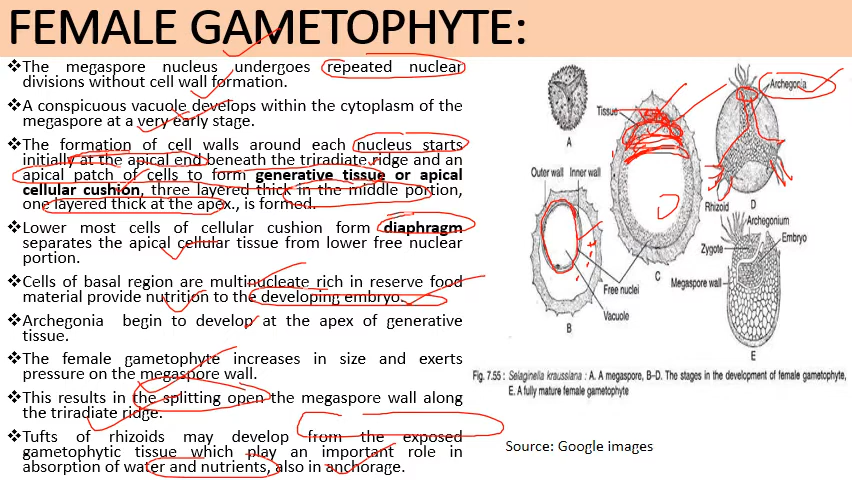 FEMALE GAMETOPHYTE:
❖The megaspore nucleus undergoes repeated nuclear
divisions without cell wall formation.
❖A conspicuous vacuole develops within the cytoplasm of the
megaspore at a very early stage.
❖The formation of cell walls around each nucleus starts
initially at the apical end beneath the triradiate ridge and an
apical patch of cells to form generative tissue or apical
cellular cushion, three layered thick in the middle portion,
one layered thick at the apex., is formed.
❖Lower most cells of cellular cushion form diaphragm
separates the apical cellular tissue from lower free nuclear
portion.
❖Cells of basal region are multinucleate rich in reserve food
material provide nutrition to the developing embryo.
❖Archegonia begin to develop at the apex of generative
tissue.
❖The female gametophyte increases in size and exerts
pressure on the megaspore wall.
❖This results in the splitting open the megaspore wall along
the triradiate ridge.
❖Tufts of rhizoids may develop from the exposed
gametophytic tissue which play an important role in
absorption of water and nutrients, also in anchorage.
A
Tissue
Archegonia
Outer wall Inner wall
Rhizoid
D
Archegonium
Zygote
Embryo
C
Free nuclei
Megaspore wall
Vacuole
B
E
Fig. 7.55 : Selaginella kraussiana : A. A megaspore, B–D. The stages in the development of female gametophyte,
E. A fully mature female gametophyte
Source: Google images